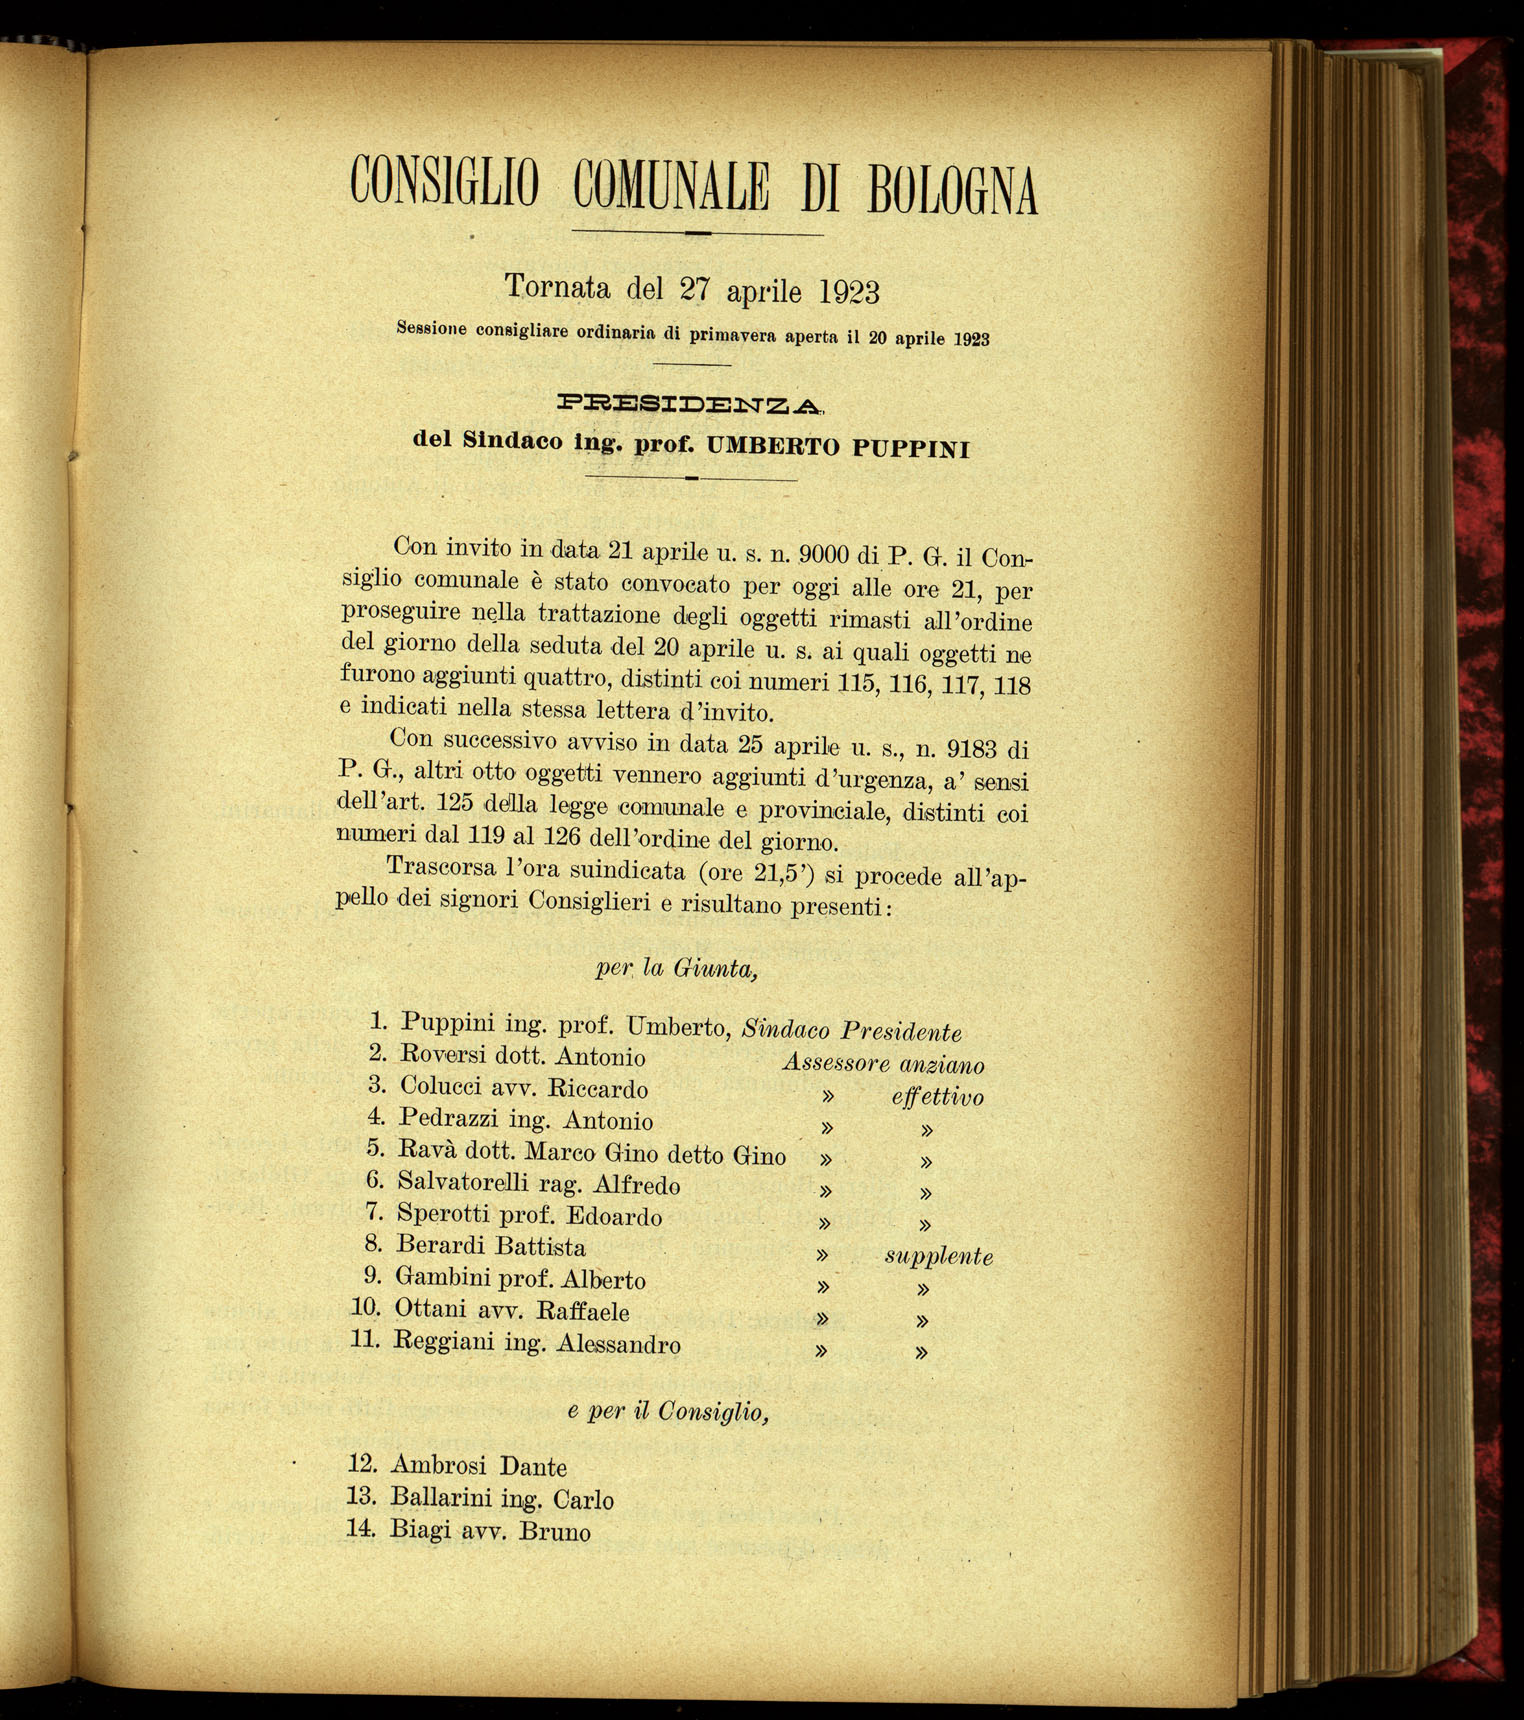 CONSIGLIO COMUNALE DI BOLOGNA
Tornata del 27 aprile 1923
Sessione consigliare ordinaria di primavera aperta il 20 aprile 1923
PRESIDENZA
del Sindaco ing. prof. UMBERTO PUPPINI
Con invito in data 21 aprile u. s. n. 9000 di P. G. il Con-
siglio comunale è stato convocato per oggi alle ore 21, per
proseguire nella trattazione degli oggetti rimasti all'ordine
del giorno della seduta del 20 aprile u. s. ai quali oggetti ne
furono aggiunti quattro, distinti coi numeri 115, 116, 117, 118
e indicati nella stessa lettera d'invito.
Con successivo avviso in data 25 aprile u. s., n. 9183 di
P. G., altri otto oggetti vennero aggiunti d'urgenza, a' sensi
dell'art. 125 della legge comunale e provinciale, distinti coi
numeri dal 119 al 126 dell'ordine del giorno.
Trascorsa l'ora suindicata (ore 21,5') si procede all'ap-
pello dei signori Consiglieri e risultano presenti:
per la Giunta,
1. Puppini ing. prof. Umberto, Sindaco Presidente
2. Roversi dott. Antonio Assessore anziano
3. Colucci avv. Riccardo » effettivo
4. Pedrazzi ing. Antonio » »
5. Ravà dott. Marco Gino detto Gino » »
6. Salvatorelli rag. Alfredo » »
7. Sperotti prof. Edoardo » »
8. Berardi Battista » supplente
9. Gambini prof. Alberto » »
10. Ottani avv. Raffaele » »
11. Reggiani ing. Alessandro » »
e per il Consiglio,
12. Ambrosi Dante
13. Ballarini ing. Carlo
14. Biagi avv. Bruno